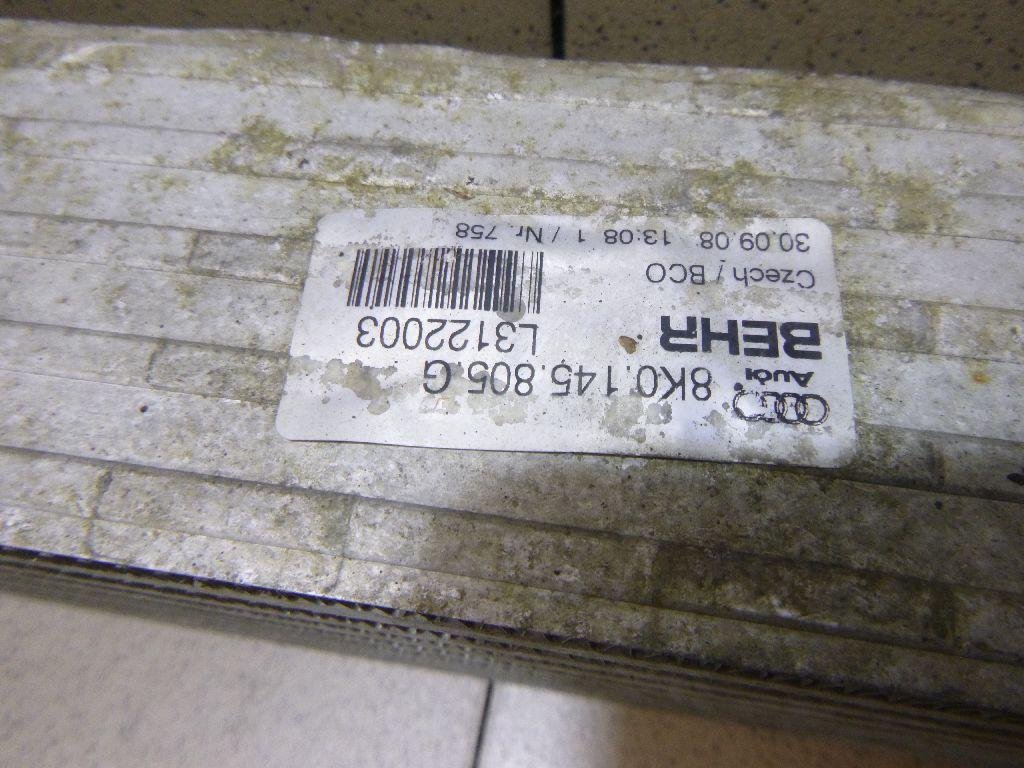 Audi 8K0.145.805.G
BEHR L3122003
Czech / BCO
30.09.08 13:08 1 / Nr. 758